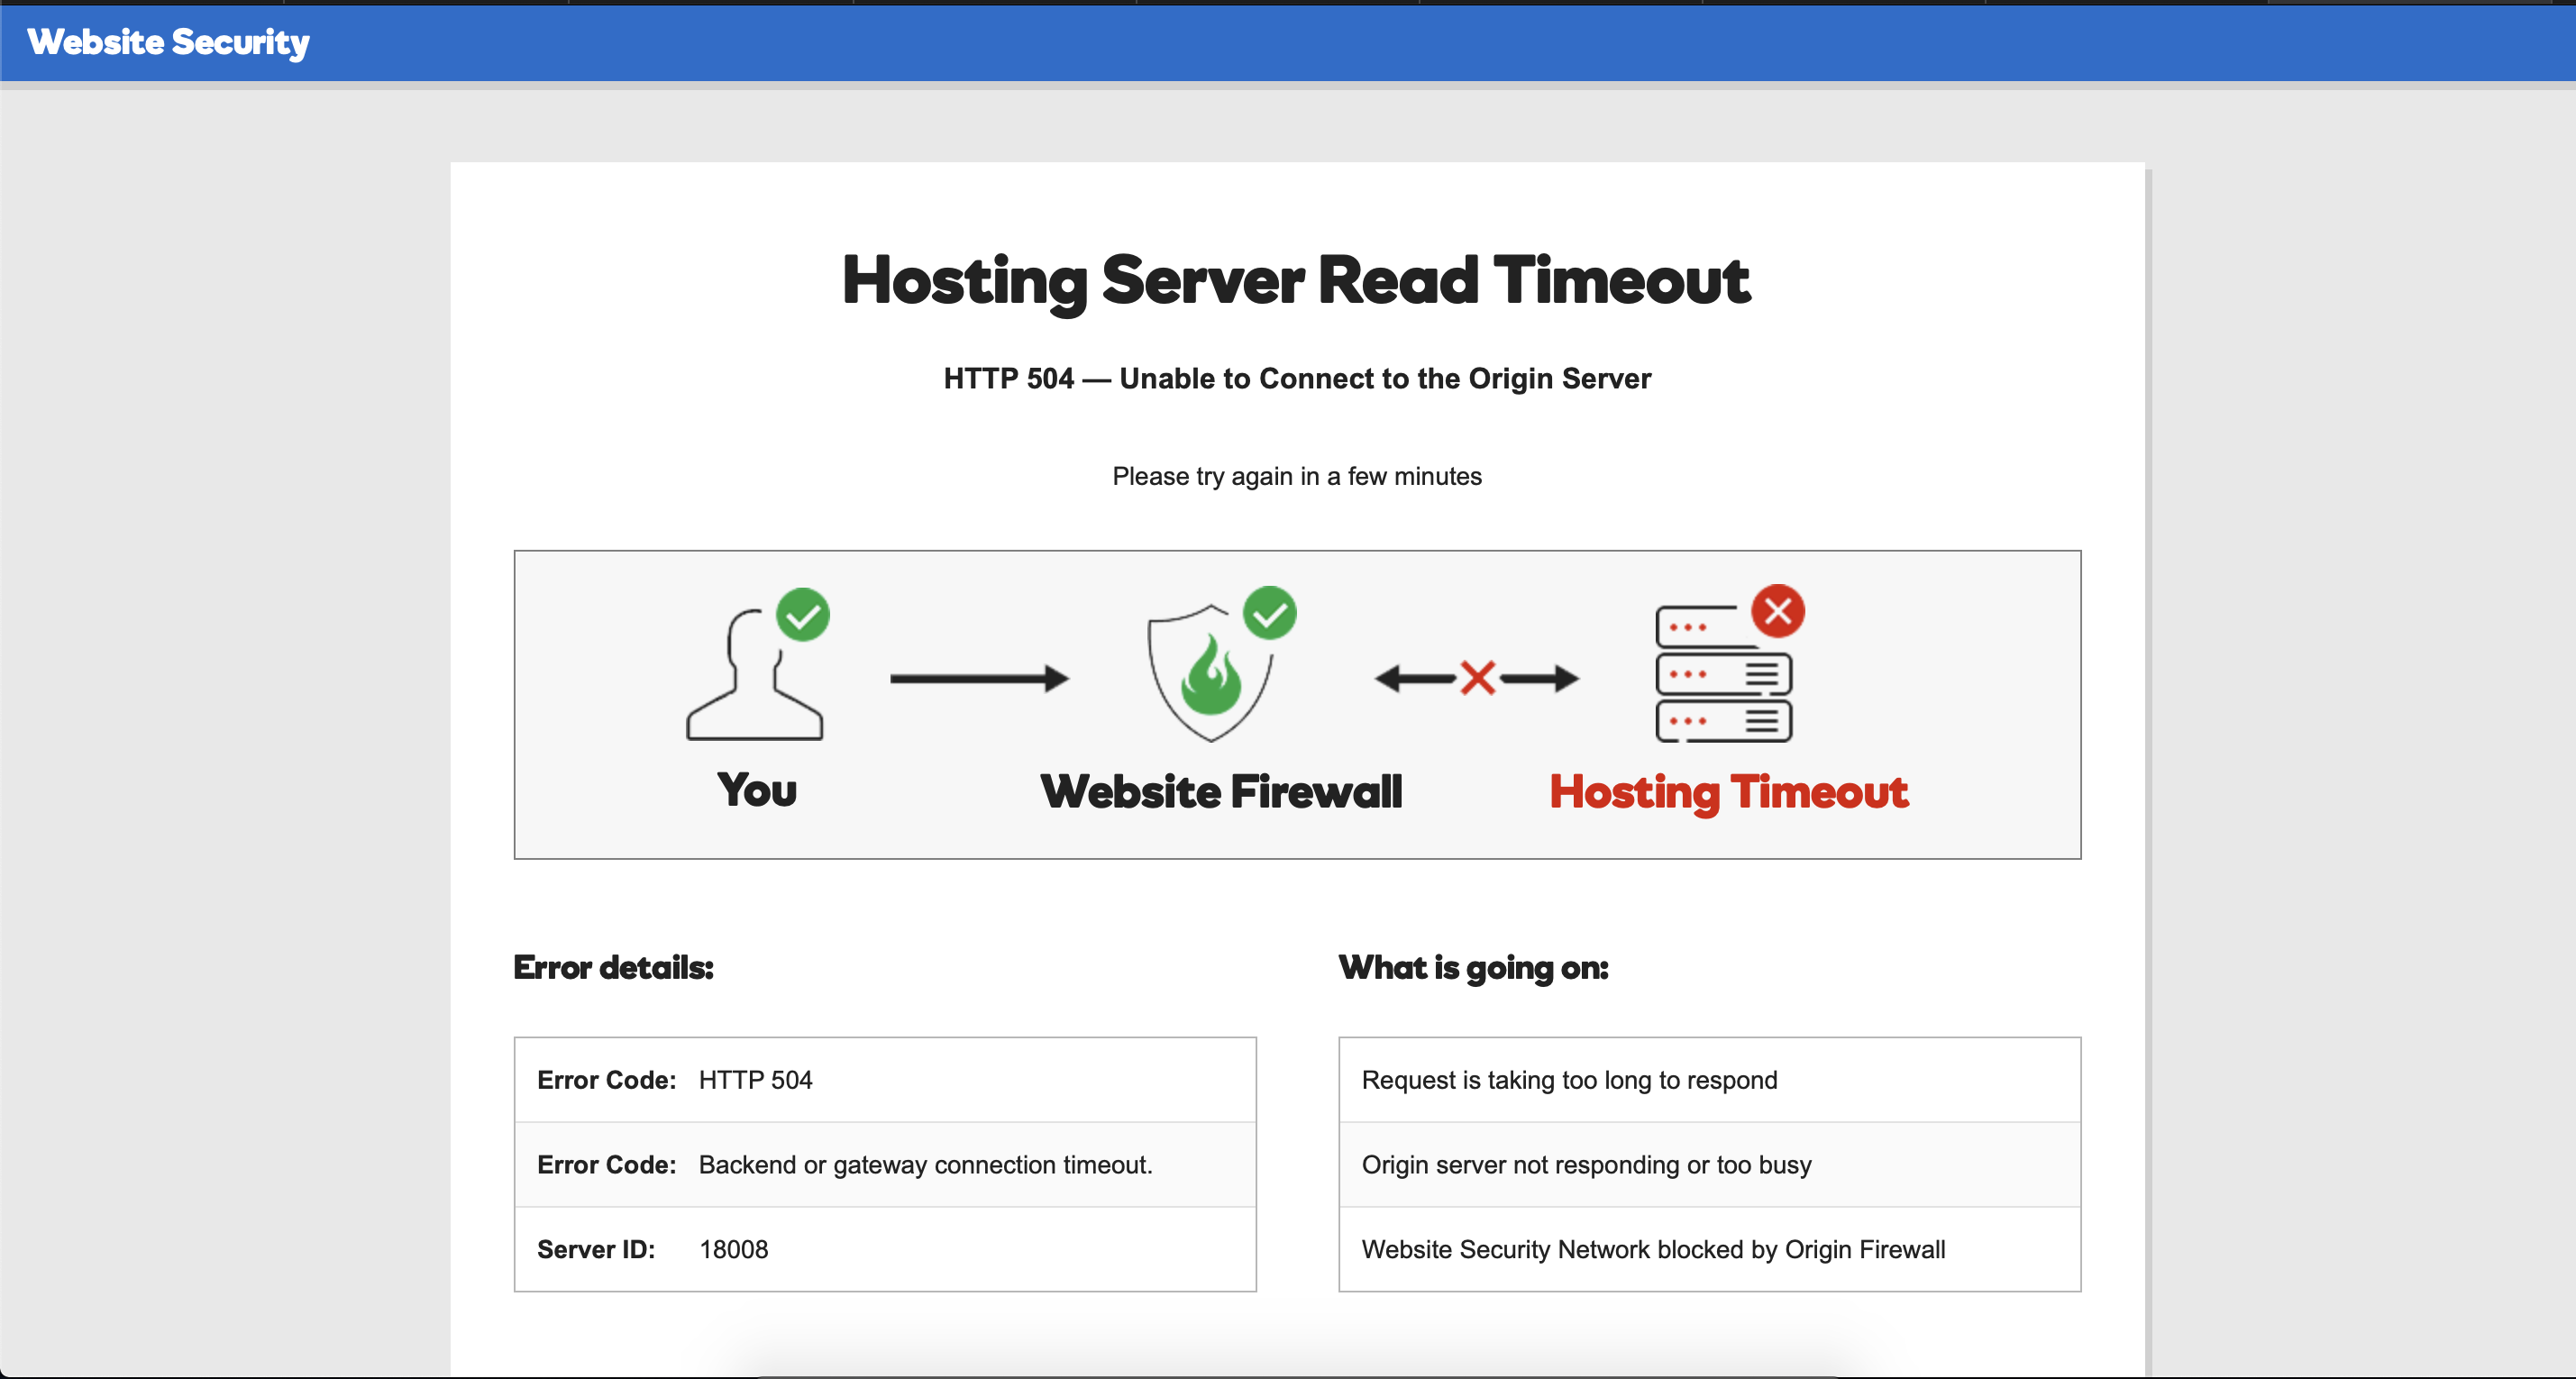 Website Security
Hosting Server Read Timeout
HTTP 504 — Unable to Connect to the Origin Server
Please try again in a few minutes
You
Website Firewall
Hosting Timeout
Error details:
Error Code: HTTP 504
Error Code: Backend or gateway connection timeout.
Server ID: 18008
What is going on:
Request is taking too long to respond
Origin server not responding or too busy
Website Security Network blocked by Origin Firewall